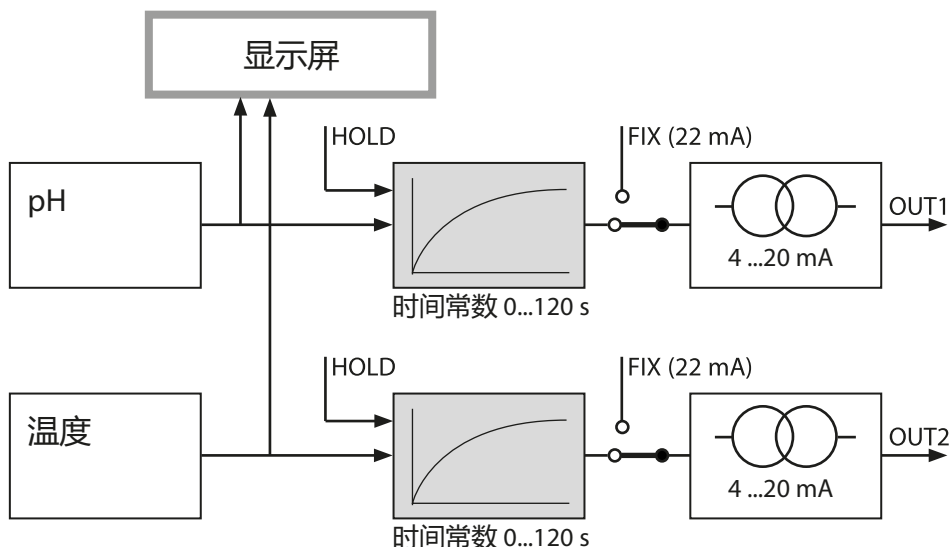 显示屏
HOLD
FIX (22 mA)
pH
OUT1
4 ...20 mA
时间常数 0...120 s
HOLD
FIX (22 mA)
温度
OUT2
4 ...20 mA
时间常数 0...120 s